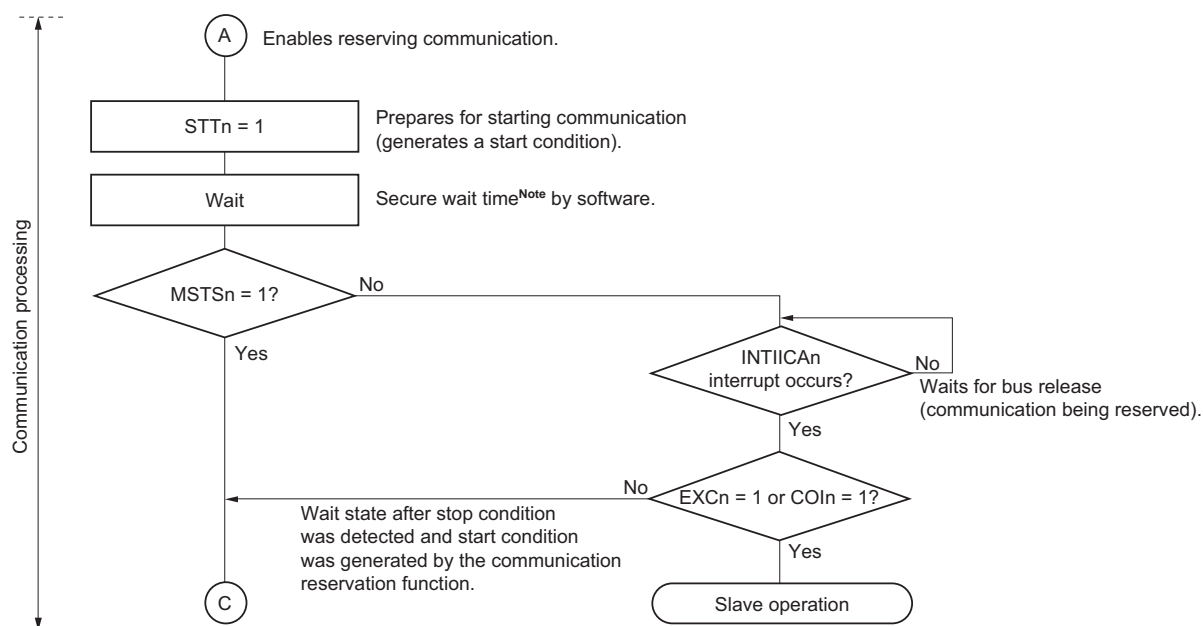 A
Enables reserving communication.
STTn = 1
Prepares for starting communication
(generates a start condition).
Wait
Secure wait timeNote by software.
MSTSn = 1?
No
Yes
INTIICAn
interrupt occurs?
No
Waits for bus release
(communication being reserved).
Yes
EXCn = 1 or COIn = 1?
No
Wait state after stop condition
was detected and start condition
was generated by the communication
reservation function.
Yes
C
Slave operation
Communication processing